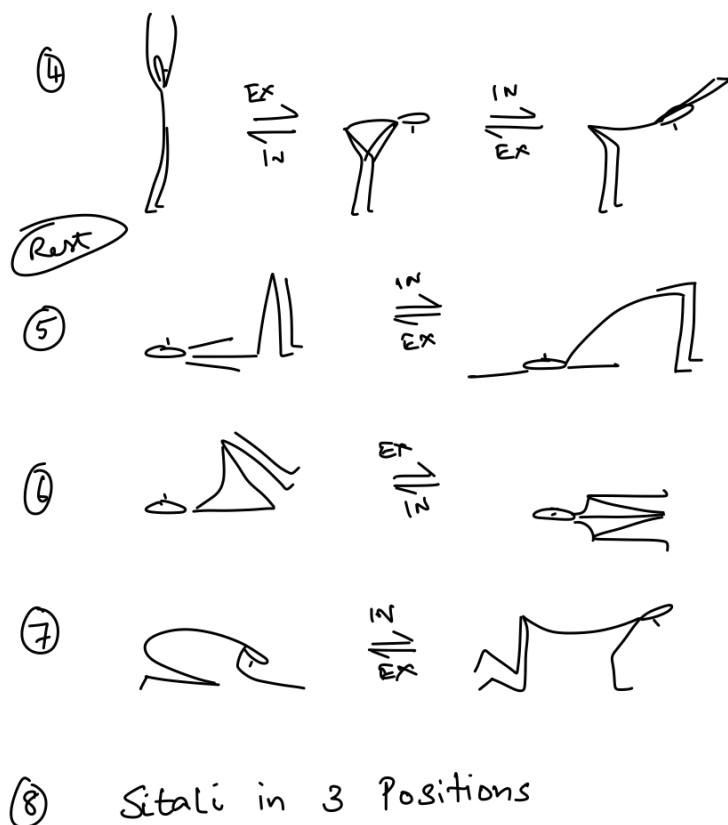 4
EX IN
IN EX
Rest
5 IN
EX
6 EX
IN
7 IN
EX
8 Sitali in 3 Positions